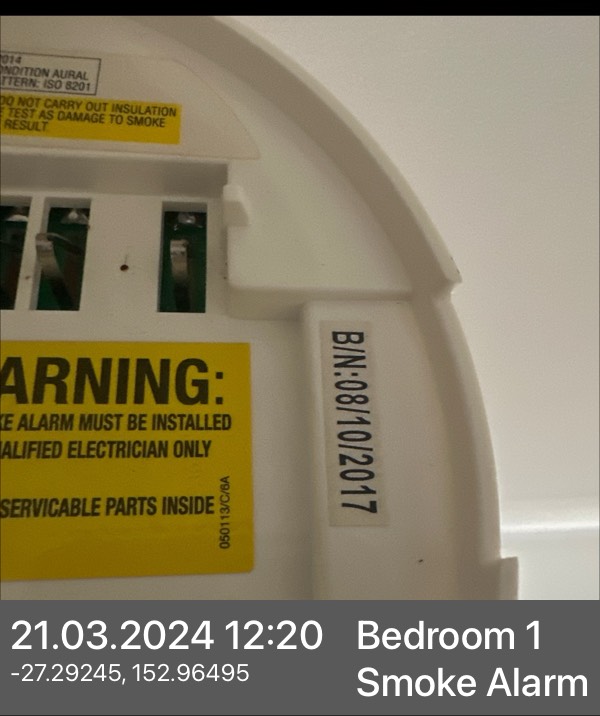 2014
ONDITION AURAL
TTERN: ISO 8201
DO NOT CARRY OUT INSULATION
TEST AS DAMAGE TO SMOKE
RESULT
ARNING:
KE ALARM MUST BE INSTALLED
ALIFIED ELECTRICIAN ONLY
SERVICABLE PARTS INSIDE
050113/C/6A
B/N:08/10/2017
21.03.2024 12:20
-27.29245, 152.96495
Bedroom 1
Smoke Alarm